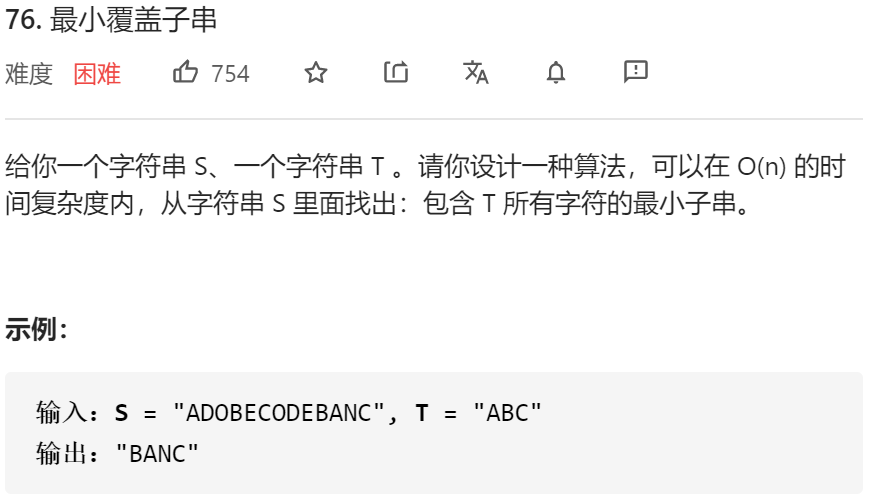 76. 最小覆盖子串
难度 困难 754
给你一个字符串 S、一个字符串 T 。请你设计一种算法，可以在 O(n) 的时
间复杂度内，从字符串 S 里面找出：包含 T 所有字符的最小子串。
示例：
输入：S = "ADOBECODEBANC", T = "ABC"
输出："BANC"